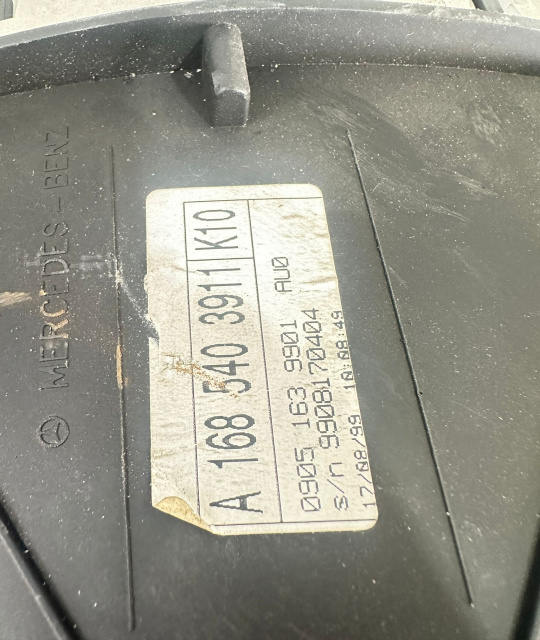 MERCEDES-BENZ
A 168 540 3911 K10
0905 163 9901 AU0
s/n 9908170404
17/08/99 10:08:49